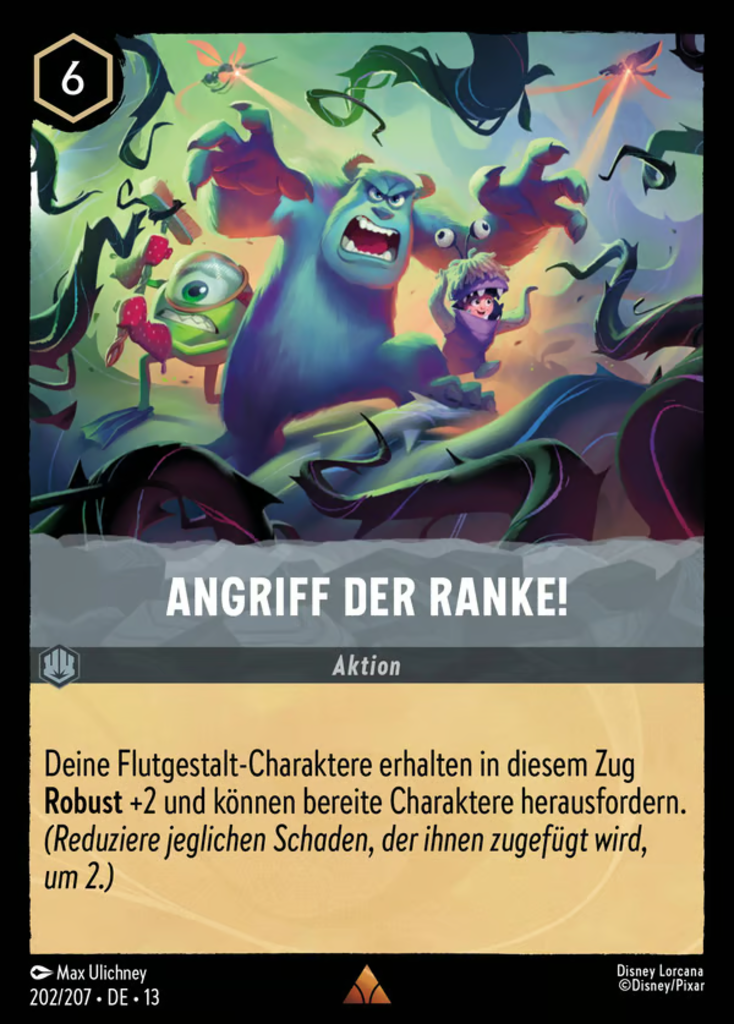 6
ANGRIFF DER RANKE!
Aktion
Deine Flutgestalt-Charaktere erhalten in diesem Zug
Robust +2 und können bereite Charaktere herausfordern.
(Reduziere jeglichen Schaden, der ihnen zugefügt wird,
um 2.)
Max Ulichney
202/207 • DE • 13
Disney Lorcana
©Disney/Pixar